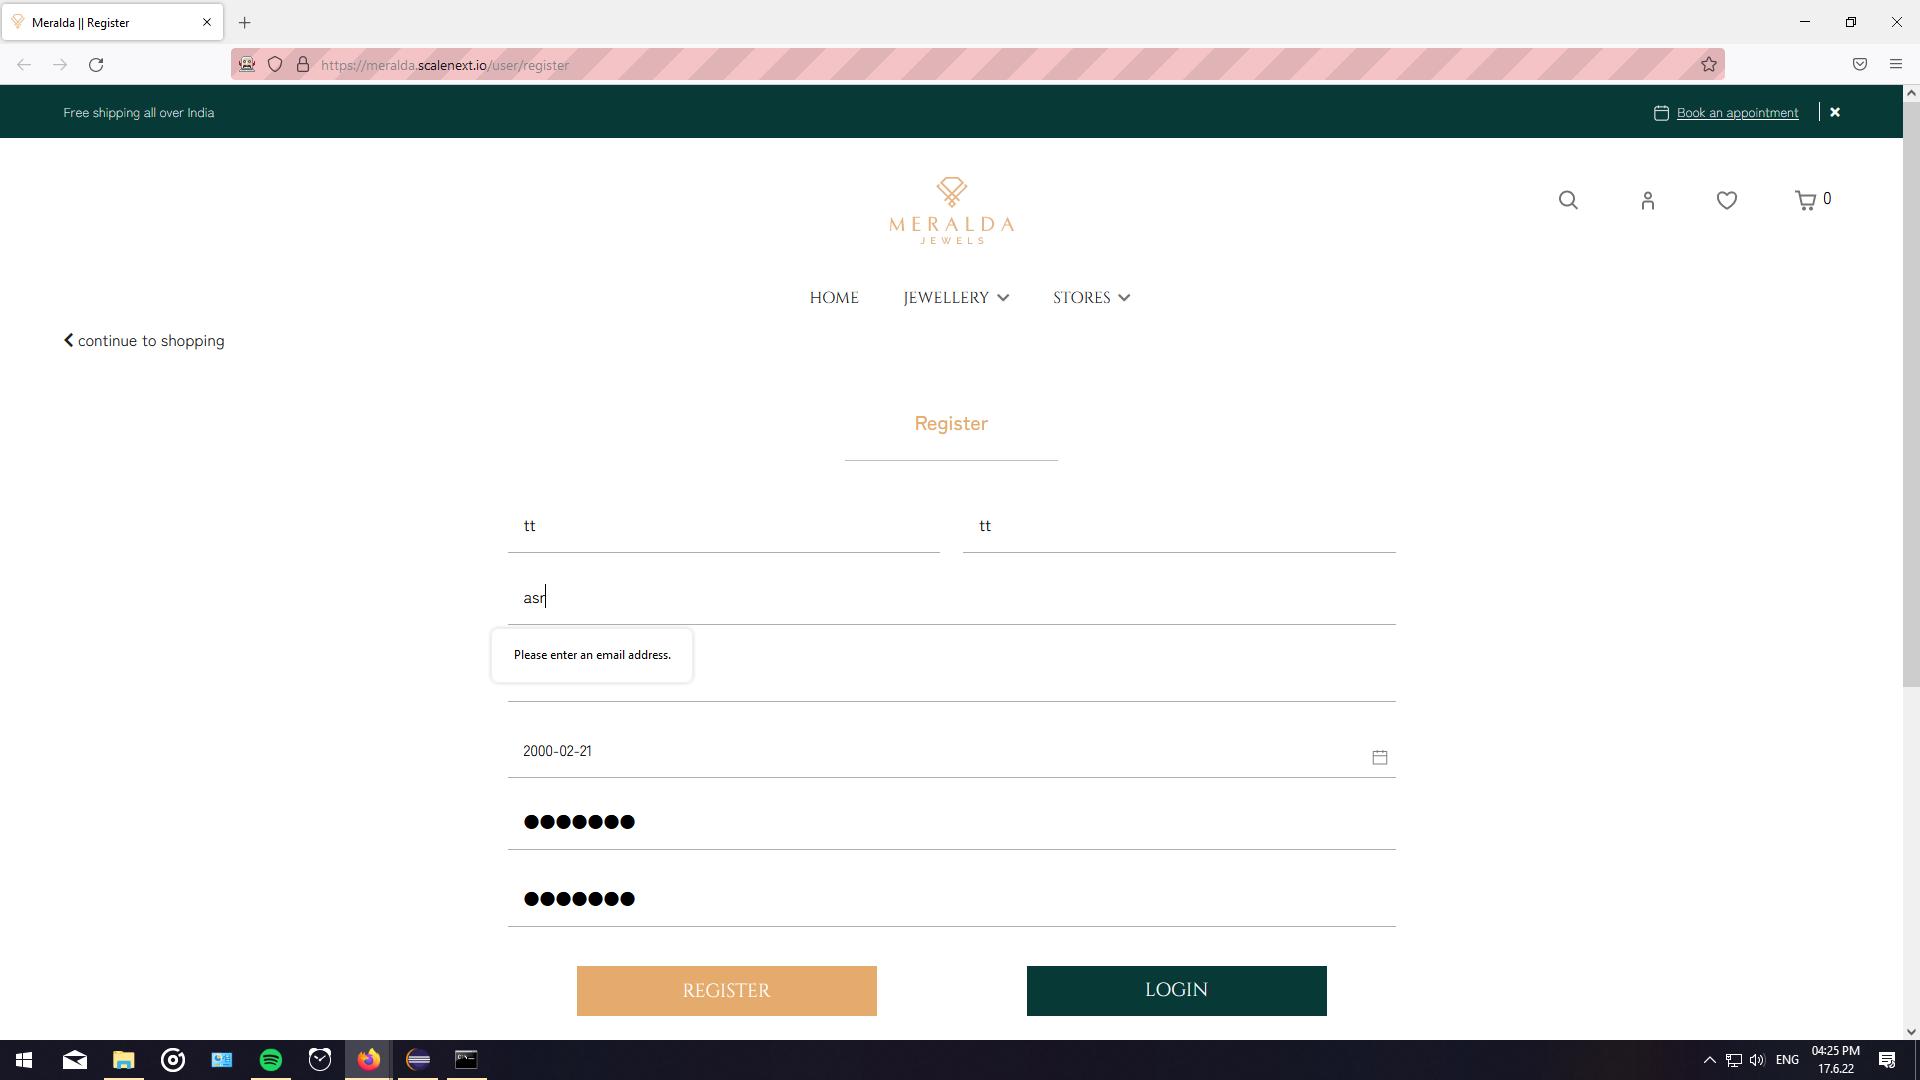 Meralda || Register
https://meralda.scalenext.io/user/register
Free shipping all over India
Book an appointment
MERALDA
JEWELS
0
HOME
JEWELLERY
STORES
continue to shopping
Register
tt
tt
asr
Please enter an email address.
2000-02-21
REGISTER
LOGIN
ENG
04:25 PM
17.6.22